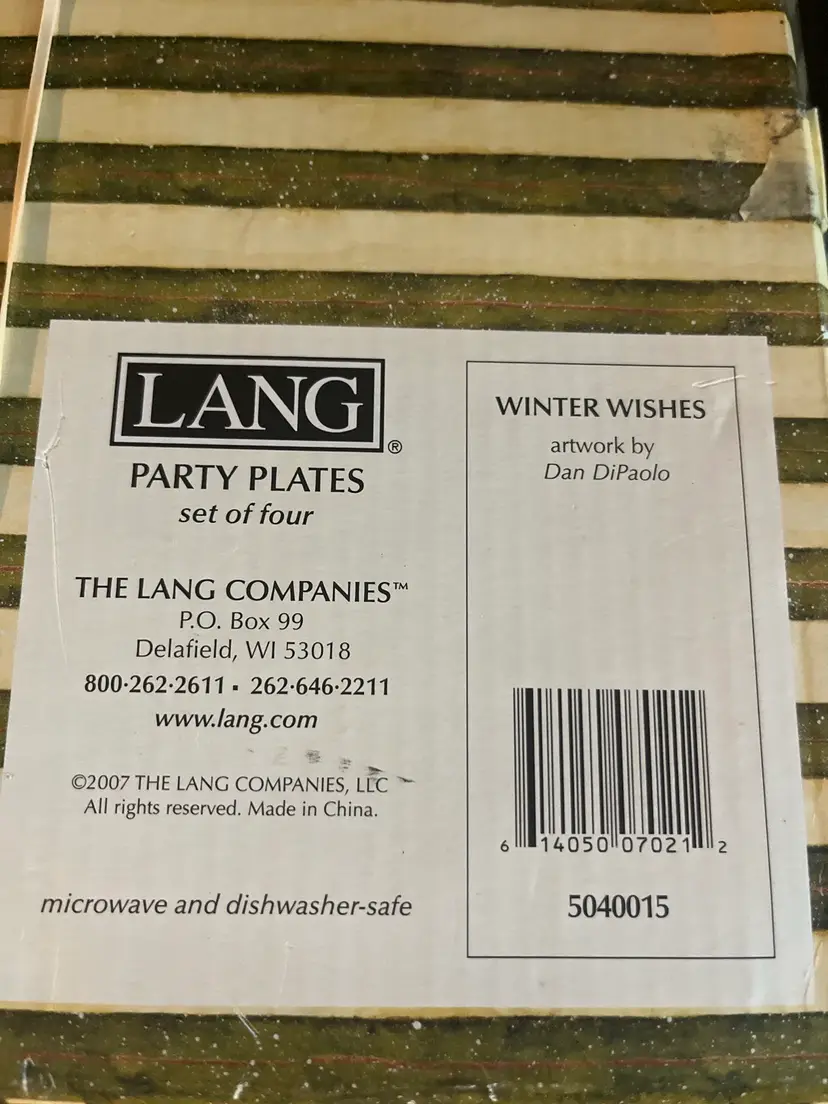 LANG®
PARTY PLATES
set of four
THE LANG COMPANIES™
P.O. Box 99
Delafield, WI 53018
800·262·2611 ▪ 262·646·2211
www.lang.com
©2007 THE LANG COMPANIES, LLC
All rights reserved. Made in China.
microwave and dishwasher-safe
WINTER WISHES
artwork by
Dan DiPaolo
6 14050 07021 2
5040015